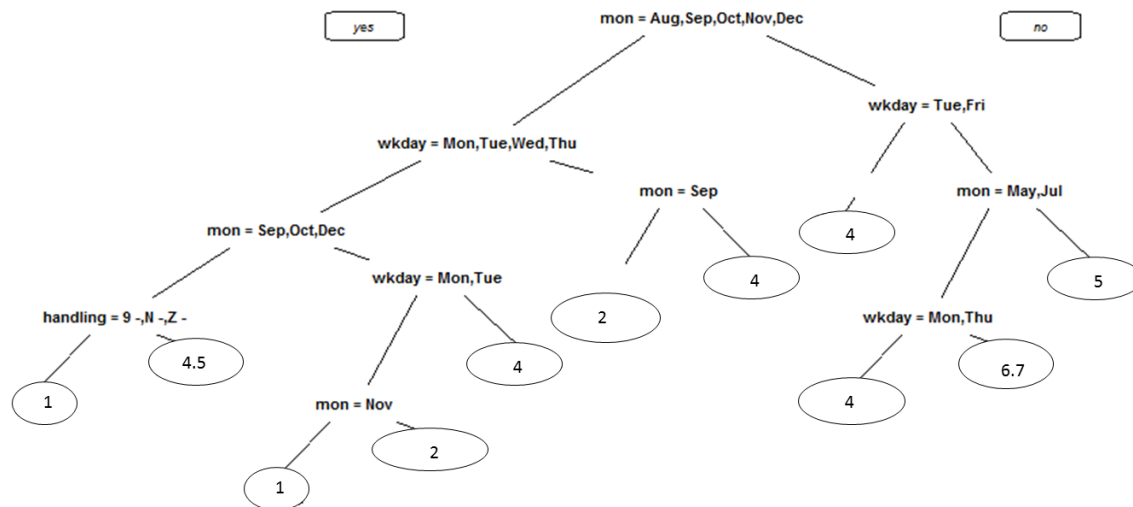 mon = Aug,Sep,Oct,Nov,Dec
yes
no
wkday = Tue,Fri
wkday = Mon,Tue,Wed,Thu
mon = Sep
mon = May,Jul
mon = Sep,Oct,Dec
4
wkday = Mon,Tue
4
5
handling = 9 -,N -,Z -
2
wkday = Mon,Thu
4.5
4
6.7
1
4
mon = Nov
2
1